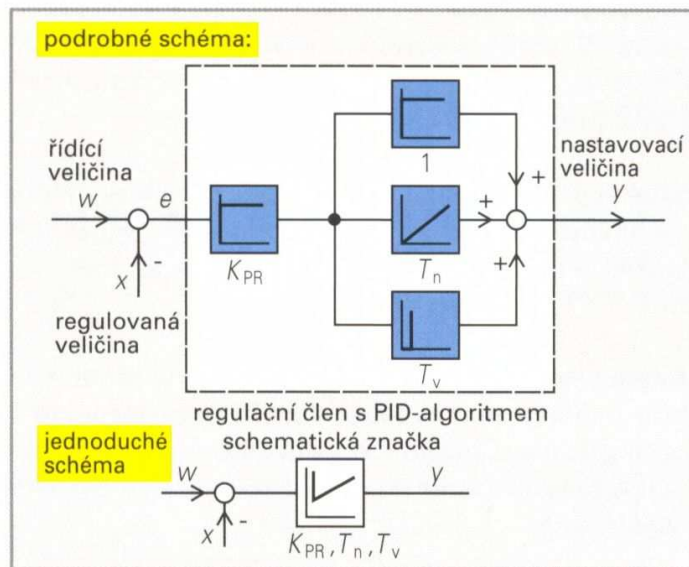 podrobné schéma:
řídící
veličina
w
e
x
-
regulovaná
veličina
K_PR
1
T_n
T_v
+
+
+
nastavovací
veličina
y
regulační člen s PID-algoritmem
schematická značka
jednoduché
schéma
w
x
-
y
K_PR, T_n, T_v